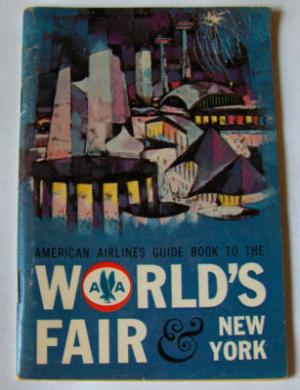 AMERICAN AIRLINES GUIDE BOOK TO THE
WORLD'S
AA
FAIR & NEW
YORK